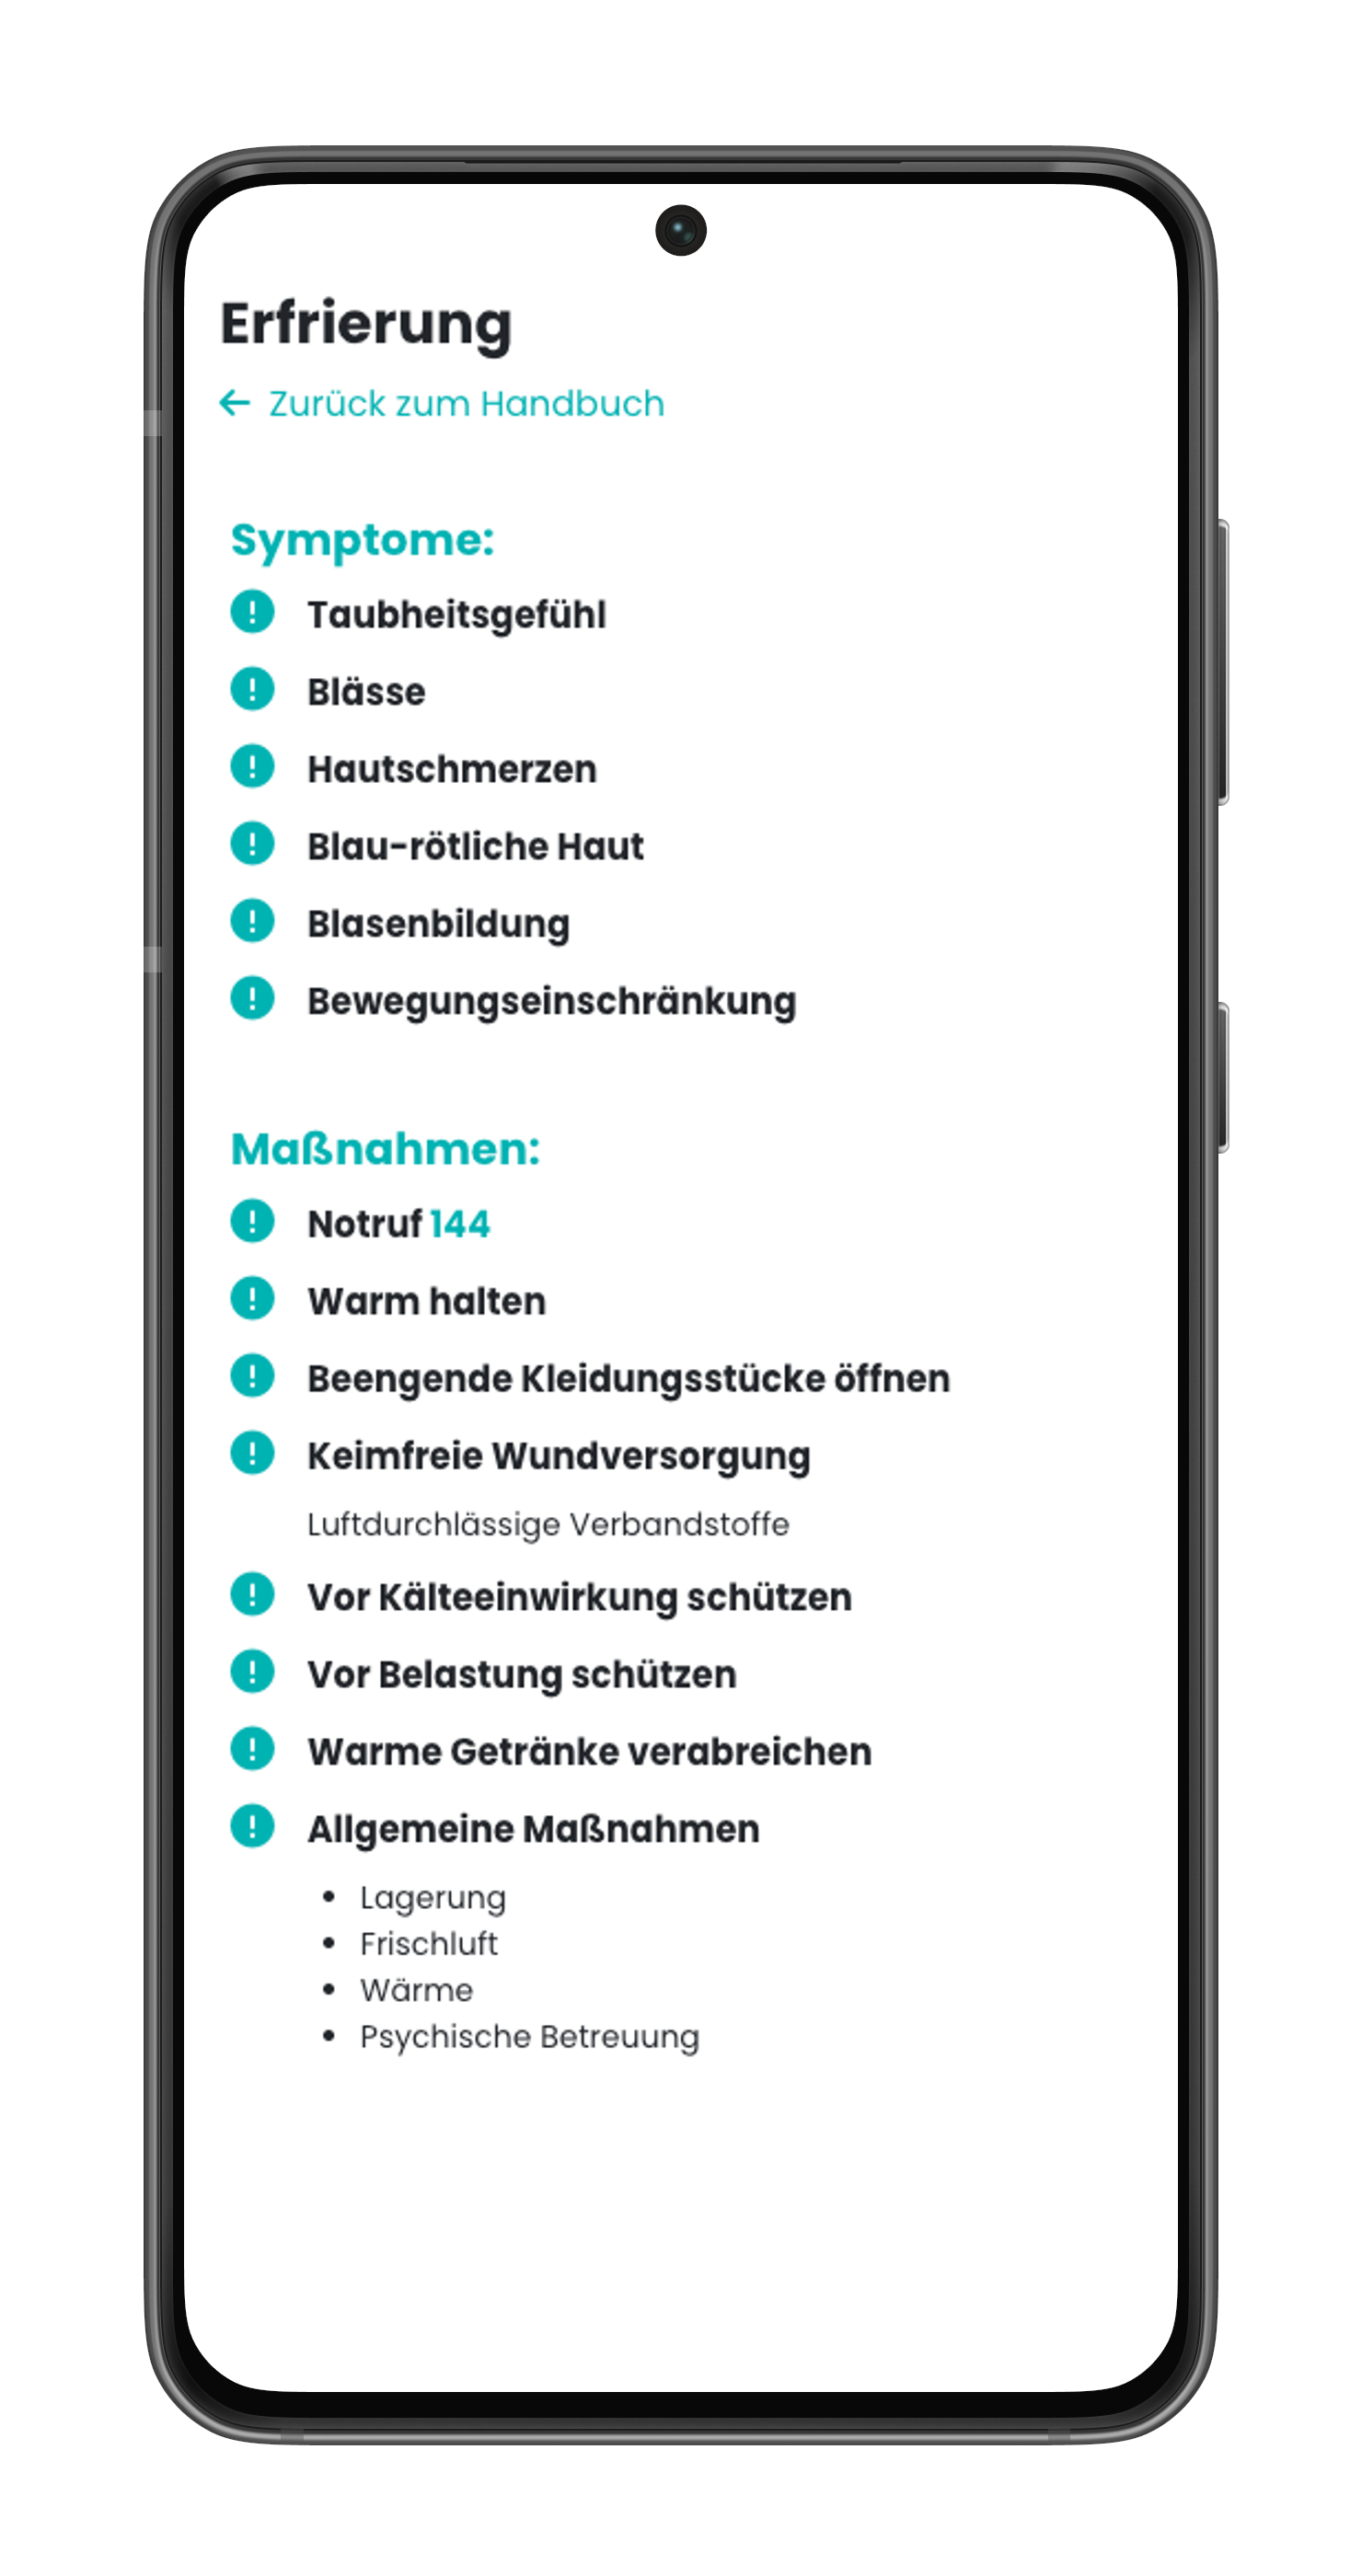 Erfrierung
← Zurück zum Handbuch
Symptome:
Taubheitsgefühl
Blässe
Hautschmerzen
Blau-rötliche Haut
Blasenbildung
Bewegungseinschränkung
Maßnahmen:
Notruf 144
Warm halten
Beengende Kleidungsstücke öffnen
Keimfreie Wundversorgung
Luftdurchlässige Verbandstoffe
Vor Kälteeinwirkung schützen
Vor Belastung schützen
Warme Getränke verabreichen
Allgemeine Maßnahmen
• Lagerung
• Frischluft
• Wärme
• Psychische Betreuung